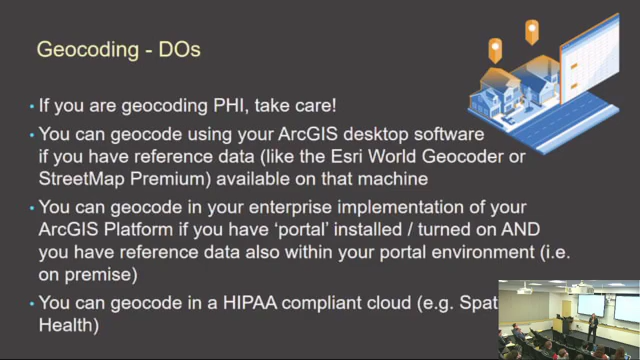 Geocoding - DOs
• If you are geocoding PHI, take care!
• You can geocode using your ArcGIS desktop software
if you have reference data (like the Esri World Geocoder or
StreetMap Premium) available on that machine
• You can geocode in your enterprise implementation of your
ArcGIS Platform if you have ‘portal’ installed / turned on AND
you have reference data also within your portal environment (i.e.
on premise)
• You can geocode in a HIPAA compliant cloud (e.g. Spat
Health)